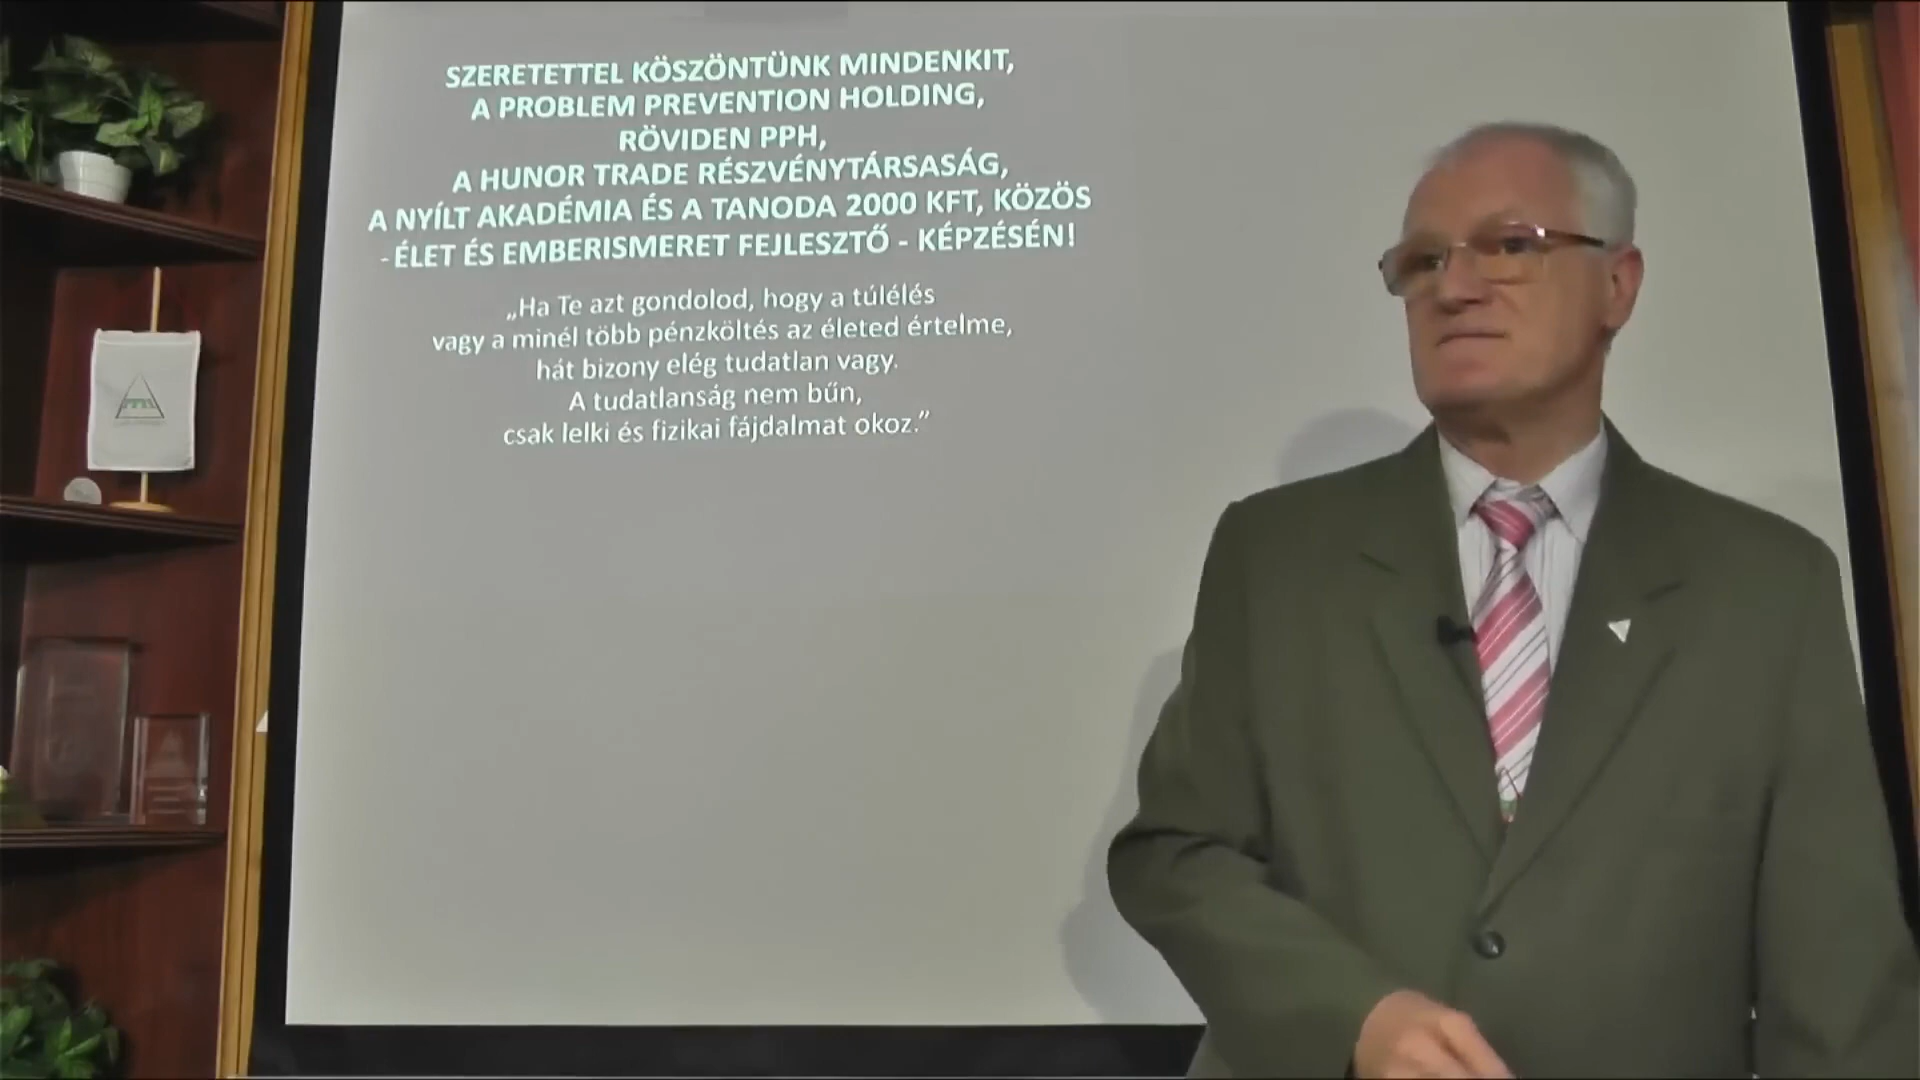 SZERETETTEL KÖSZÖNTÜNK MINDENKIT,
A PROBLEM PREVENTION HOLDING,
RÖVIDEN PPH,
A HUNOR TRADE RÉSZVÉNYTÁRSASÁG,
A NYÍLT AKADÉMIA ÉS A TANODA 2000 KFT, KÖZÖS
- ÉLET ÉS EMBERISMERET FEJLESZTŐ - KÉPZÉSÉN!
„Ha Te azt gondolod, hogy a túlélés
vagy a minél több pénzköltés az életed értelme,
hát bizony elég tudatlan vagy.
A tudatlanság nem bűn,
csak lelki és fizikai fájdalmat okoz.”